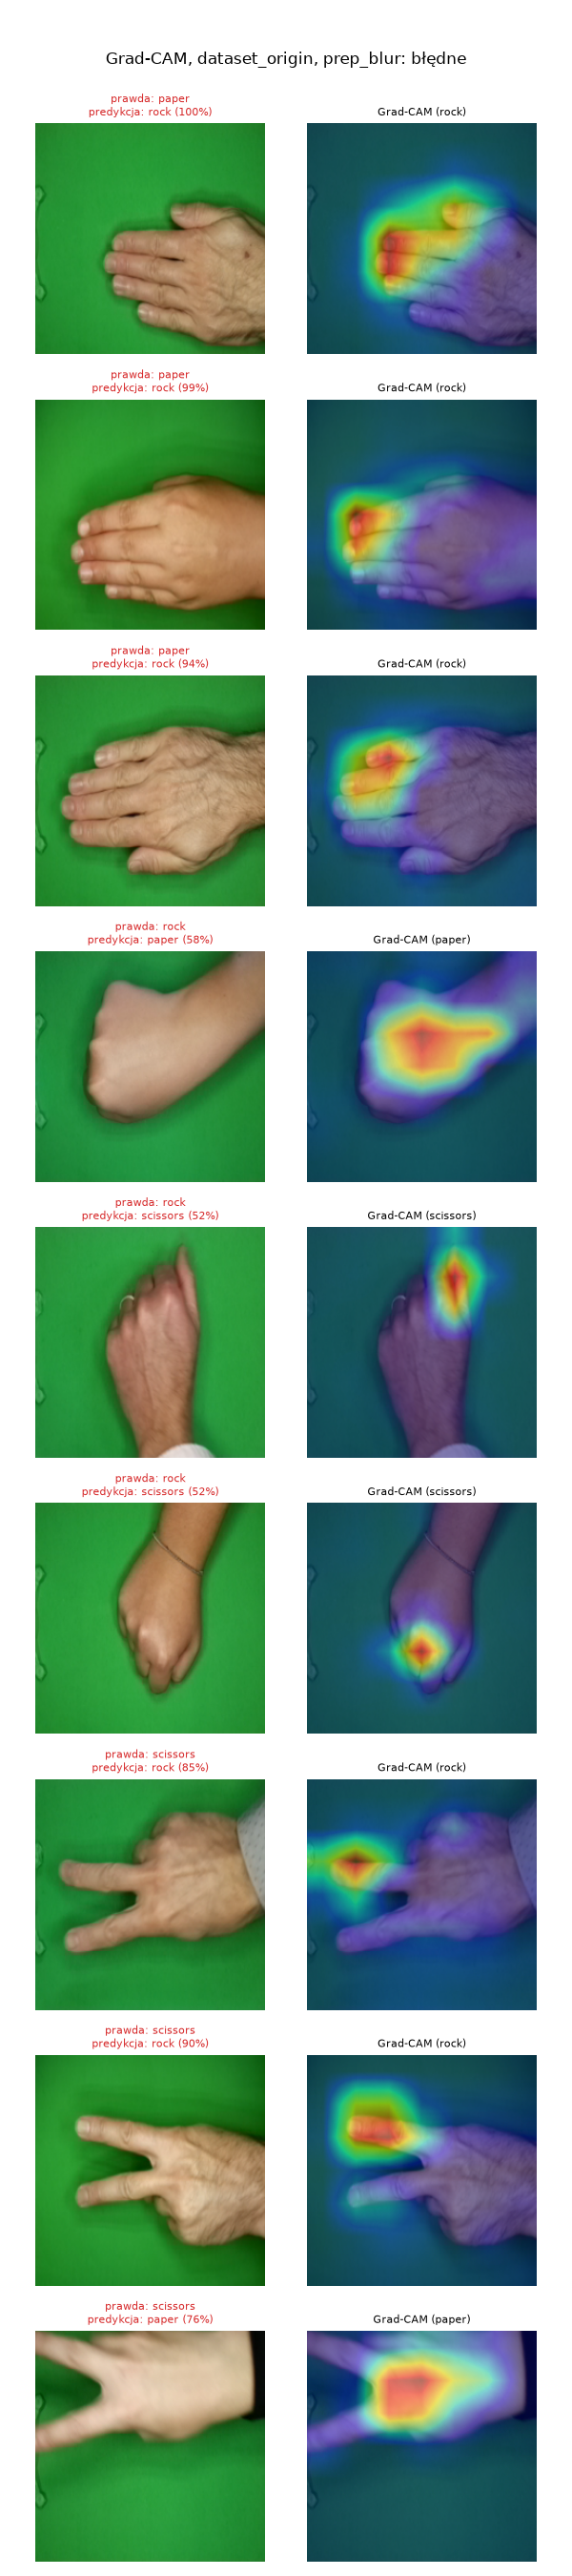 Grad-CAM, dataset_origin, prep_blur: błędne
prawda: paper
predykcja: rock (100%)
Grad-CAM (rock)
prawda: paper
predykcja: rock (99%)
Grad-CAM (rock)
prawda: paper
predykcja: rock (94%)
Grad-CAM (rock)
prawda: rock
predykcja: paper (58%)
Grad-CAM (paper)
prawda: rock
predykcja: scissors (52%)
Grad-CAM (scissors)
prawda: rock
predykcja: scissors (52%)
Grad-CAM (scissors)
prawda: scissors
predykcja: rock (85%)
Grad-CAM (rock)
prawda: scissors
predykcja: rock (90%)
Grad-CAM (rock)
prawda: scissors
predykcja: paper (76%)
Grad-CAM (paper)